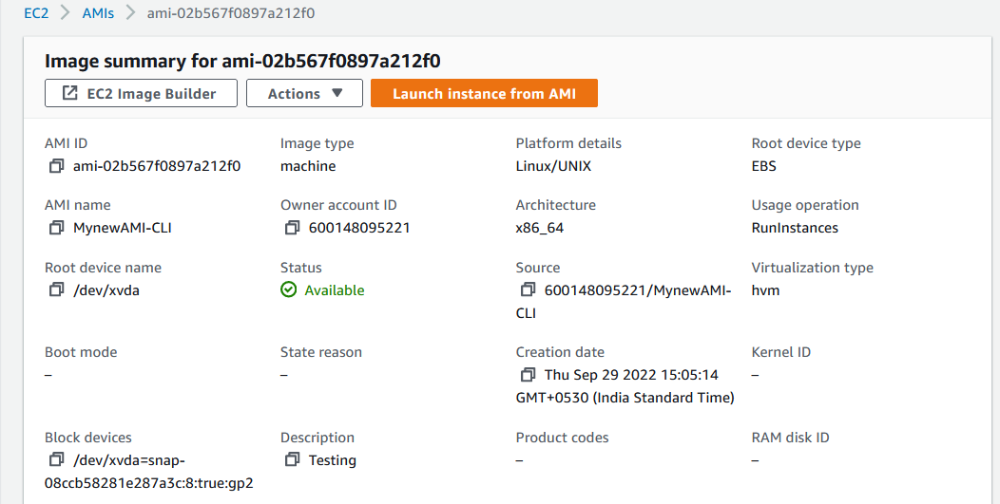 EC2 > AMIs > ami-02b567f0897a212f0
Image summary for ami-02b567f0897a212f0
EC2 Image Builder Actions ▼ Launch instance from AMI
AMI ID Image type Platform details Root device type
ami-02b567f0897a212f0 machine Linux/UNIX EBS
AMI name Owner account ID Architecture Usage operation
MynewAMI-CLI 600148095221 x86_64 RunInstances
Root device name Status Source Virtualization type
/dev/xvda Available 600148095221/MynewAMI- hvm
CLI
Boot mode State reason Creation date Kernel ID
– – Thu Sep 29 2022 15:05:14 –
GMT+0530 (India Standard Time)
Block devices Description Product codes RAM disk ID
/dev/xvda=snap- Testing – –
08ccb58281e287a3c:8:true:gp2